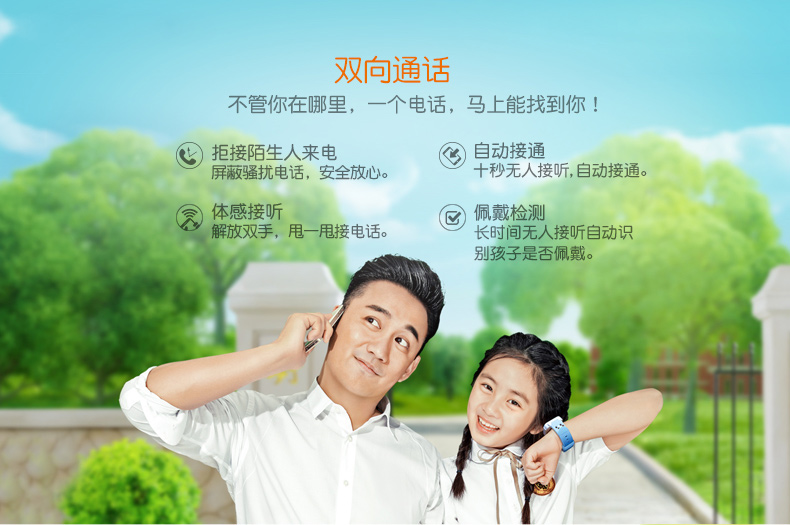 双向通话
不管你在哪里，一个电话，马上能找到你！
拒接陌生人来电
屏蔽骚扰电话，安全放心。
自动接通
十秒无人接听,自动接通。
体感接听
解放双手，甩一甩接电话。
佩戴检测
长时间无人接听自动识
别孩子是否佩戴。